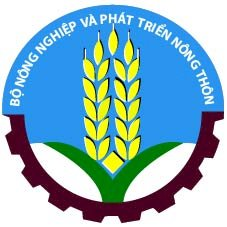 BỘ NÔNG NGHIỆP VÀ PHÁT TRIỂN NÔNG THÔN